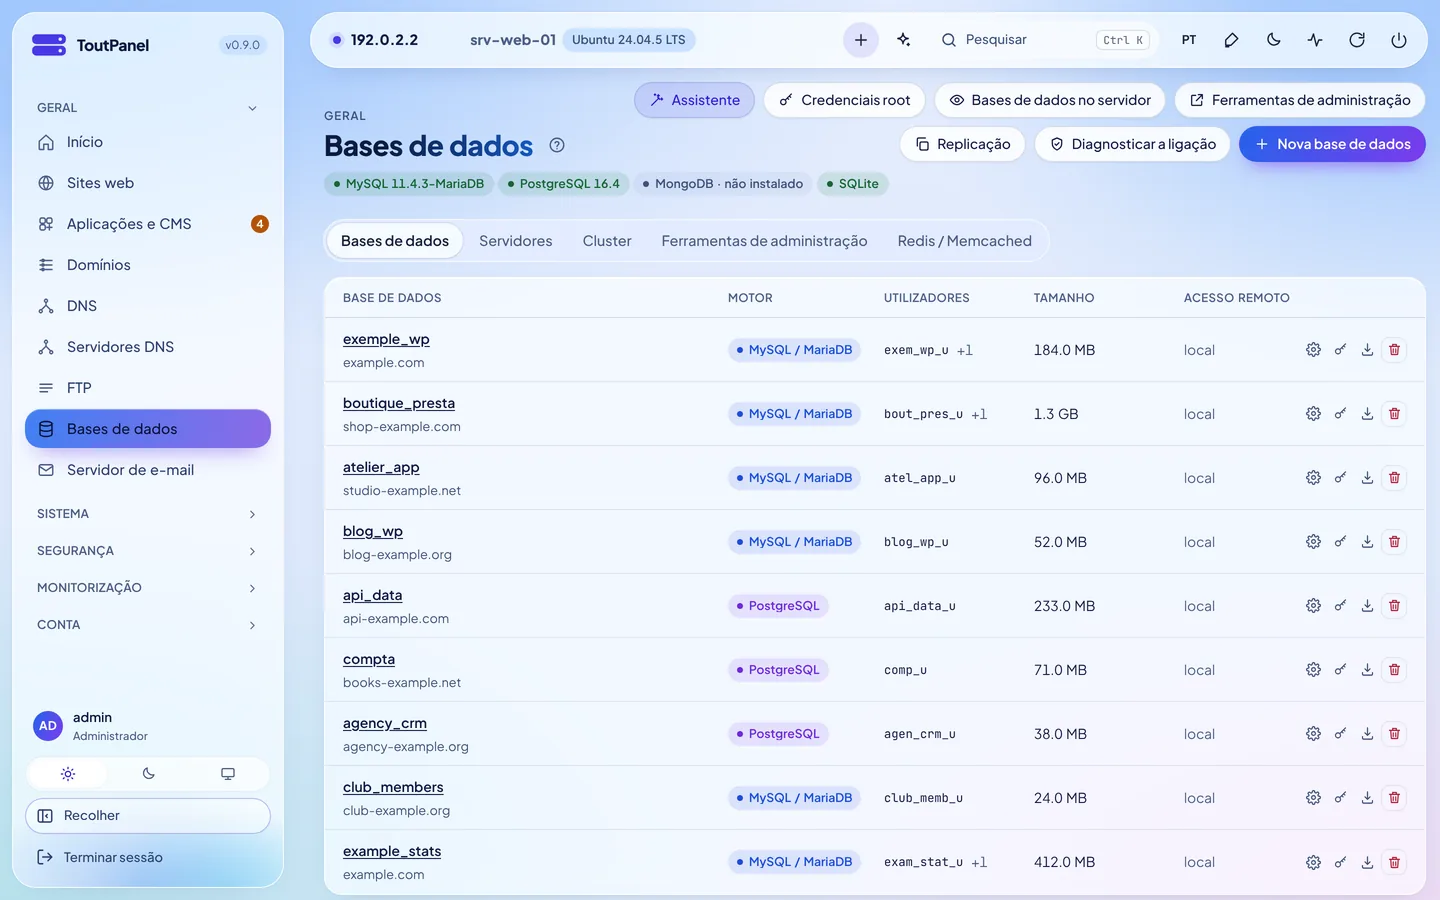 ToutPanel
v0.9.0
GERAL
Início
Sites web
Aplicações e CMS
4
Domínios
DNS
Servidores DNS
FTP
Bases de dados
Servidor de e-mail
SISTEMA
SEGURANÇA
MONITORIZAÇÃO
CONTA
AD
admin
Administrador
Recolher
Terminar sessão
192.0.2.2
srv-web-01
Ubuntu 24.04.5 LTS
Pesquisar
Ctrl K
PT
GERAL
Bases de dados
Assistente
Credenciais root
Bases de dados no servidor
Ferramentas de administração
Replicação
Diagnosticar a ligação
Nova base de dados
MySQL 11.4.3-MariaDB
PostgreSQL 16.4
MongoDB · não instalado
SQLite
Bases de dados
Servidores
Cluster
Ferramentas de administração
Redis / Memcached
BASE DE DADOS MOTOR UTILIZADORES TAMANHO ACESSO REMOTO
exemple_wp
example.com
MySQL / MariaDB exem_wp_u +1 184.0 MB local
boutique_presta
shop-example.com
MySQL / MariaDB bout_pres_u +1 1.3 GB local
atelier_app
studio-example.net
MySQL / MariaDB atel_app_u 96.0 MB local
blog_wp
blog-example.org
MySQL / MariaDB blog_wp_u 52.0 MB local
api_data
api-example.com
PostgreSQL api_data_u 233.0 MB local
compta
books-example.net
PostgreSQL comp_u 71.0 MB local
agency_crm
agency-example.org
PostgreSQL agen_crm_u 38.0 MB local
club_members
club-example.org
MySQL / MariaDB club_memb_u 24.0 MB local
example_stats
example.com
MySQL / MariaDB exam_stat_u +1 412.0 MB local